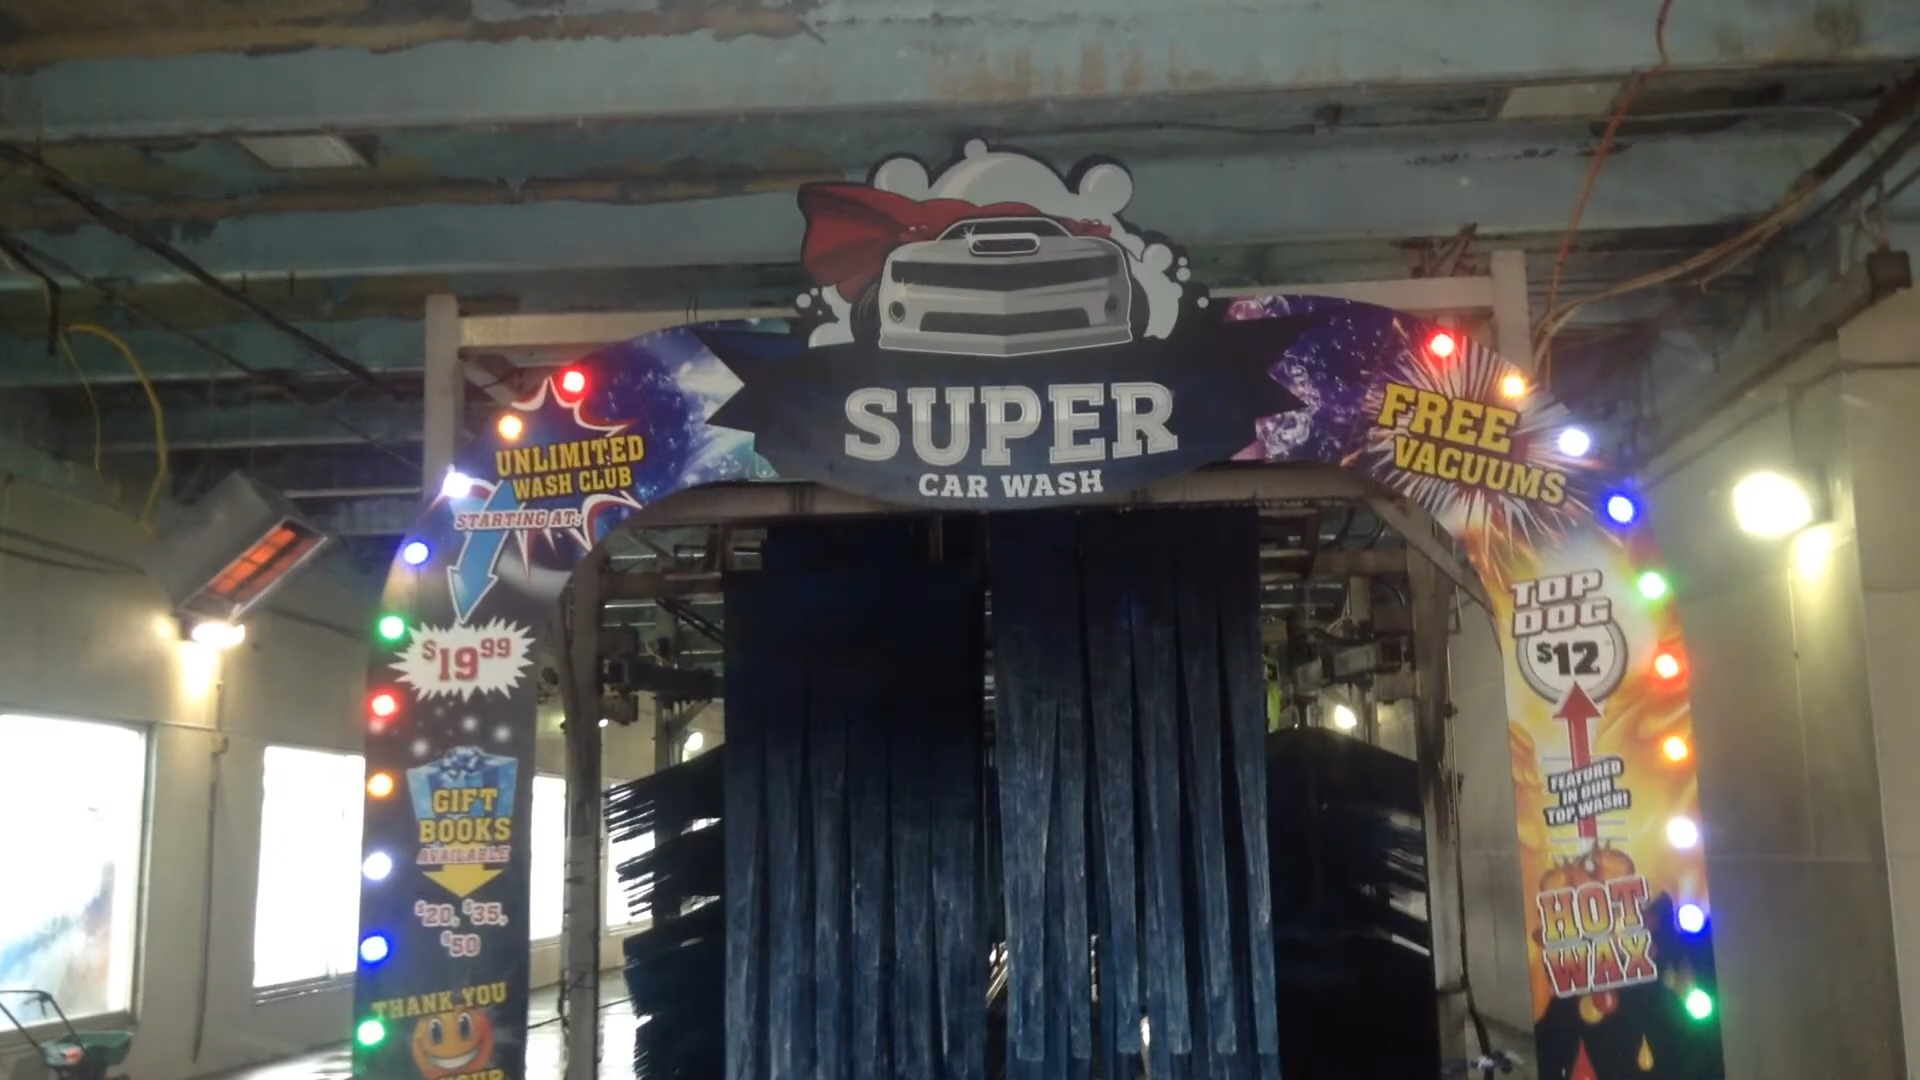 SUPER
CAR WASH
UNLIMITED
WASH CLUB
STARTING AT:
$19.99
GIFT
BOOKS
AVAILABLE
$20, $35,
$50
THANK YOU
FREE
VACUUMS
TOP
DOG
$12
FEATURED
IN OUR
TOP WASH!
HOT
WAX